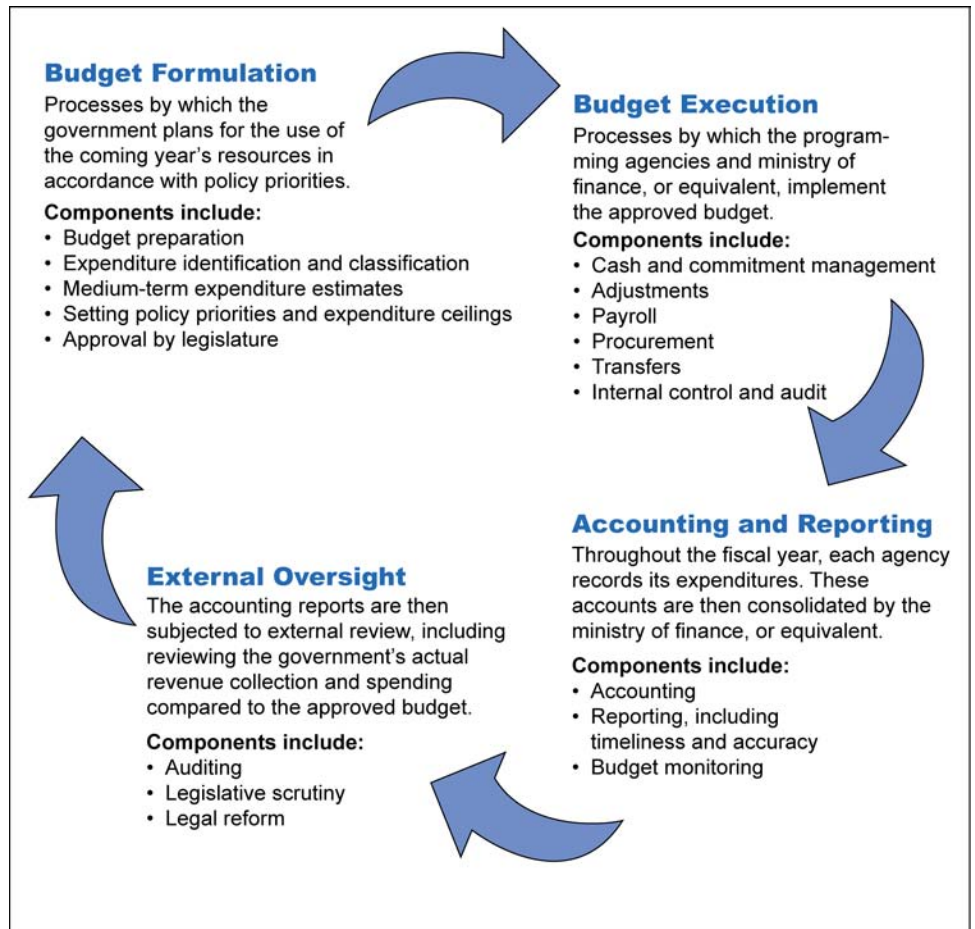 Budget Formulation
Processes by which the
government plans for the use of
the coming year's resources in
accordance with policy priorities.
Components include:
• Budget preparation
• Expenditure identification and classification
• Medium-term expenditure estimates
• Setting policy priorities and expenditure ceilings
• Approval by legislature
Budget Execution
Processes by which the program-
ming agencies and ministry of
finance, or equivalent, implement
the approved budget.
Components include:
• Cash and commitment management
• Adjustments
• Payroll
• Procurement
• Transfers
• Internal control and audit
Accounting and Reporting
Throughout the fiscal year, each agency
records its expenditures. These
accounts are then consolidated by the
ministry of finance, or equivalent.
Components include:
• Accounting
• Reporting, including
timeliness and accuracy
• Budget monitoring
External Oversight
The accounting reports are then
subjected to external review, including
reviewing the government's actual
revenue collection and spending
compared to the approved budget.
Components include:
• Auditing
• Legislative scrutiny
• Legal reform